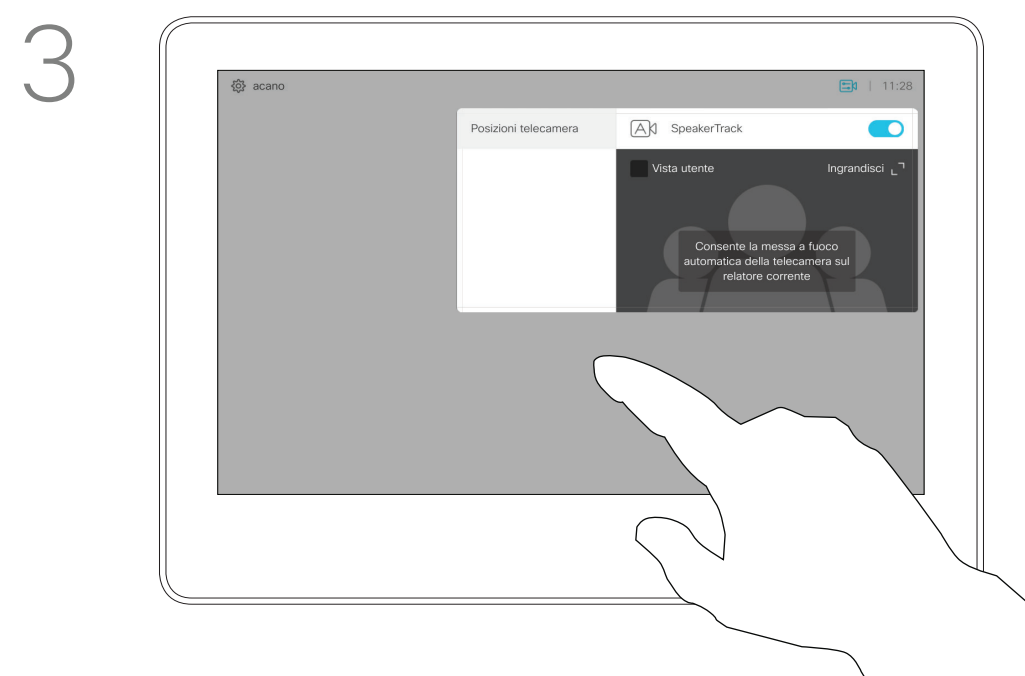 3
acano
11:28
Posizioni telecamera
SpeakerTrack
Vista utente
Ingrandisci
Consente la messa a fuoco
automatica della telecamera sul
relatore corrente